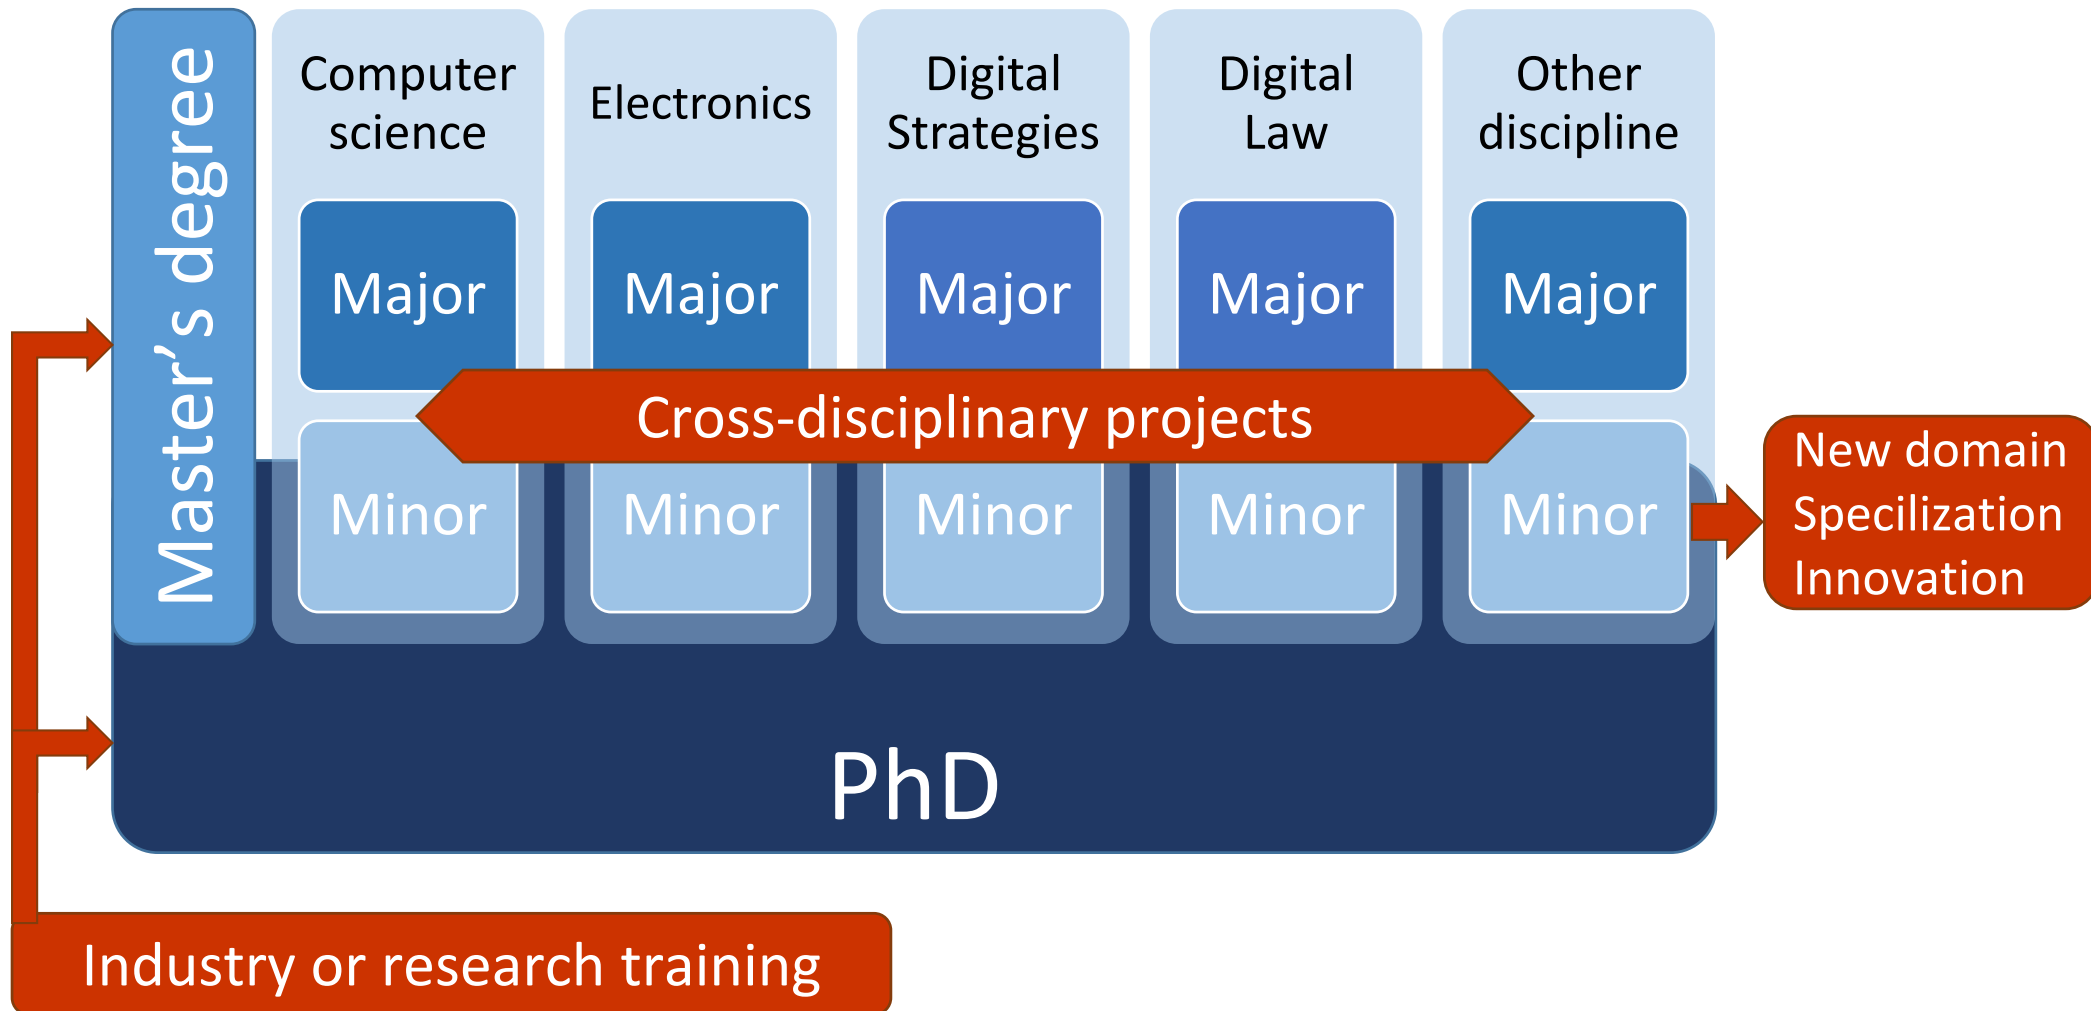 Master's degree
Computer
science
Electronics
Digital
Strategies
Digital
Law
Other
discipline
Major
Major
Major
Major
Major
Cross-disciplinary projects
Minor
Minor
Minor
Minor
Minor
New domain
Specilization
Innovation
PhD
Industry or research training